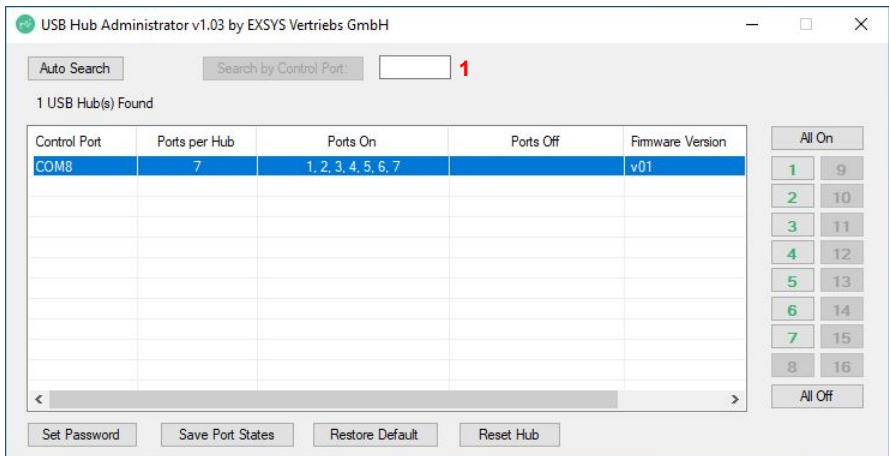 USB Hub Administrator v1.03 by EXSYS Vertriebs GmbH
Auto Search Search by Control Port: 1
1 USB Hub(s) Found
Control Port Ports per Hub Ports On Ports Off Firmware Version
COM8 7 1, 2, 3, 4, 5, 6, 7 v01
All On
1 9
2 10
3 11
4 12
5 13
6 14
7 15
8 16
All Off
Set Password Save Port States Restore Default Reset Hub